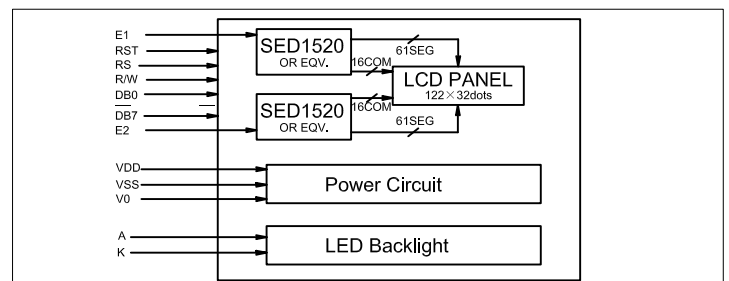 E1
RST
RS
R/W
DB0
DB7
E2
SED1520
OR EQV.
61SEG
16COM
LCD PANEL
122×32dots
SED1520
OR EQV.
16COM
61SEG
VDD
VSS
V0
Power Circuit
A
K
LED Backlight